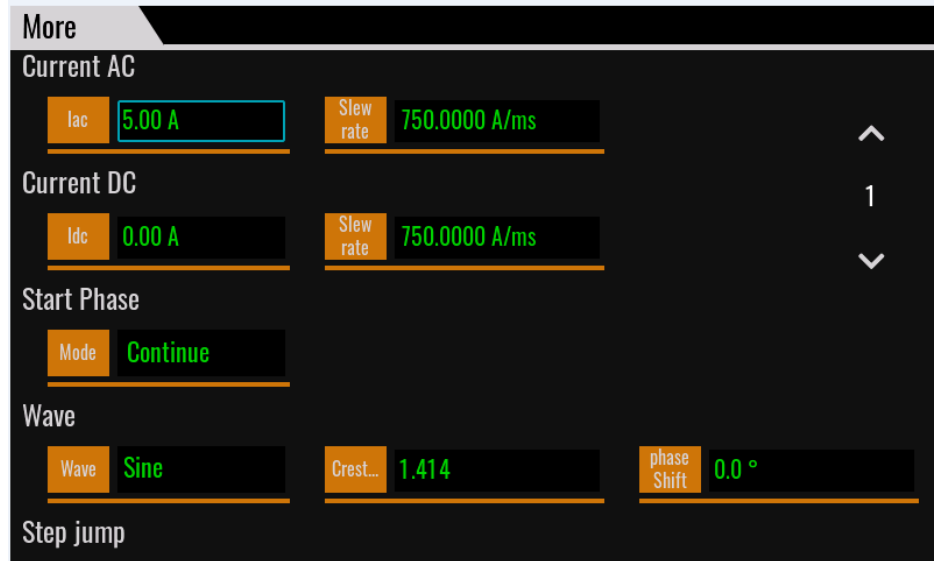 More
Current AC
Iac 5.00 A Slew rate 750.0000 A/ms
Current DC
1
Idc 0.00 A Slew rate 750.0000 A/ms
Start Phase
Mode Continue
Wave
Wave Sine Crest... 1.414 phase Shift 0.0 °
Step jump